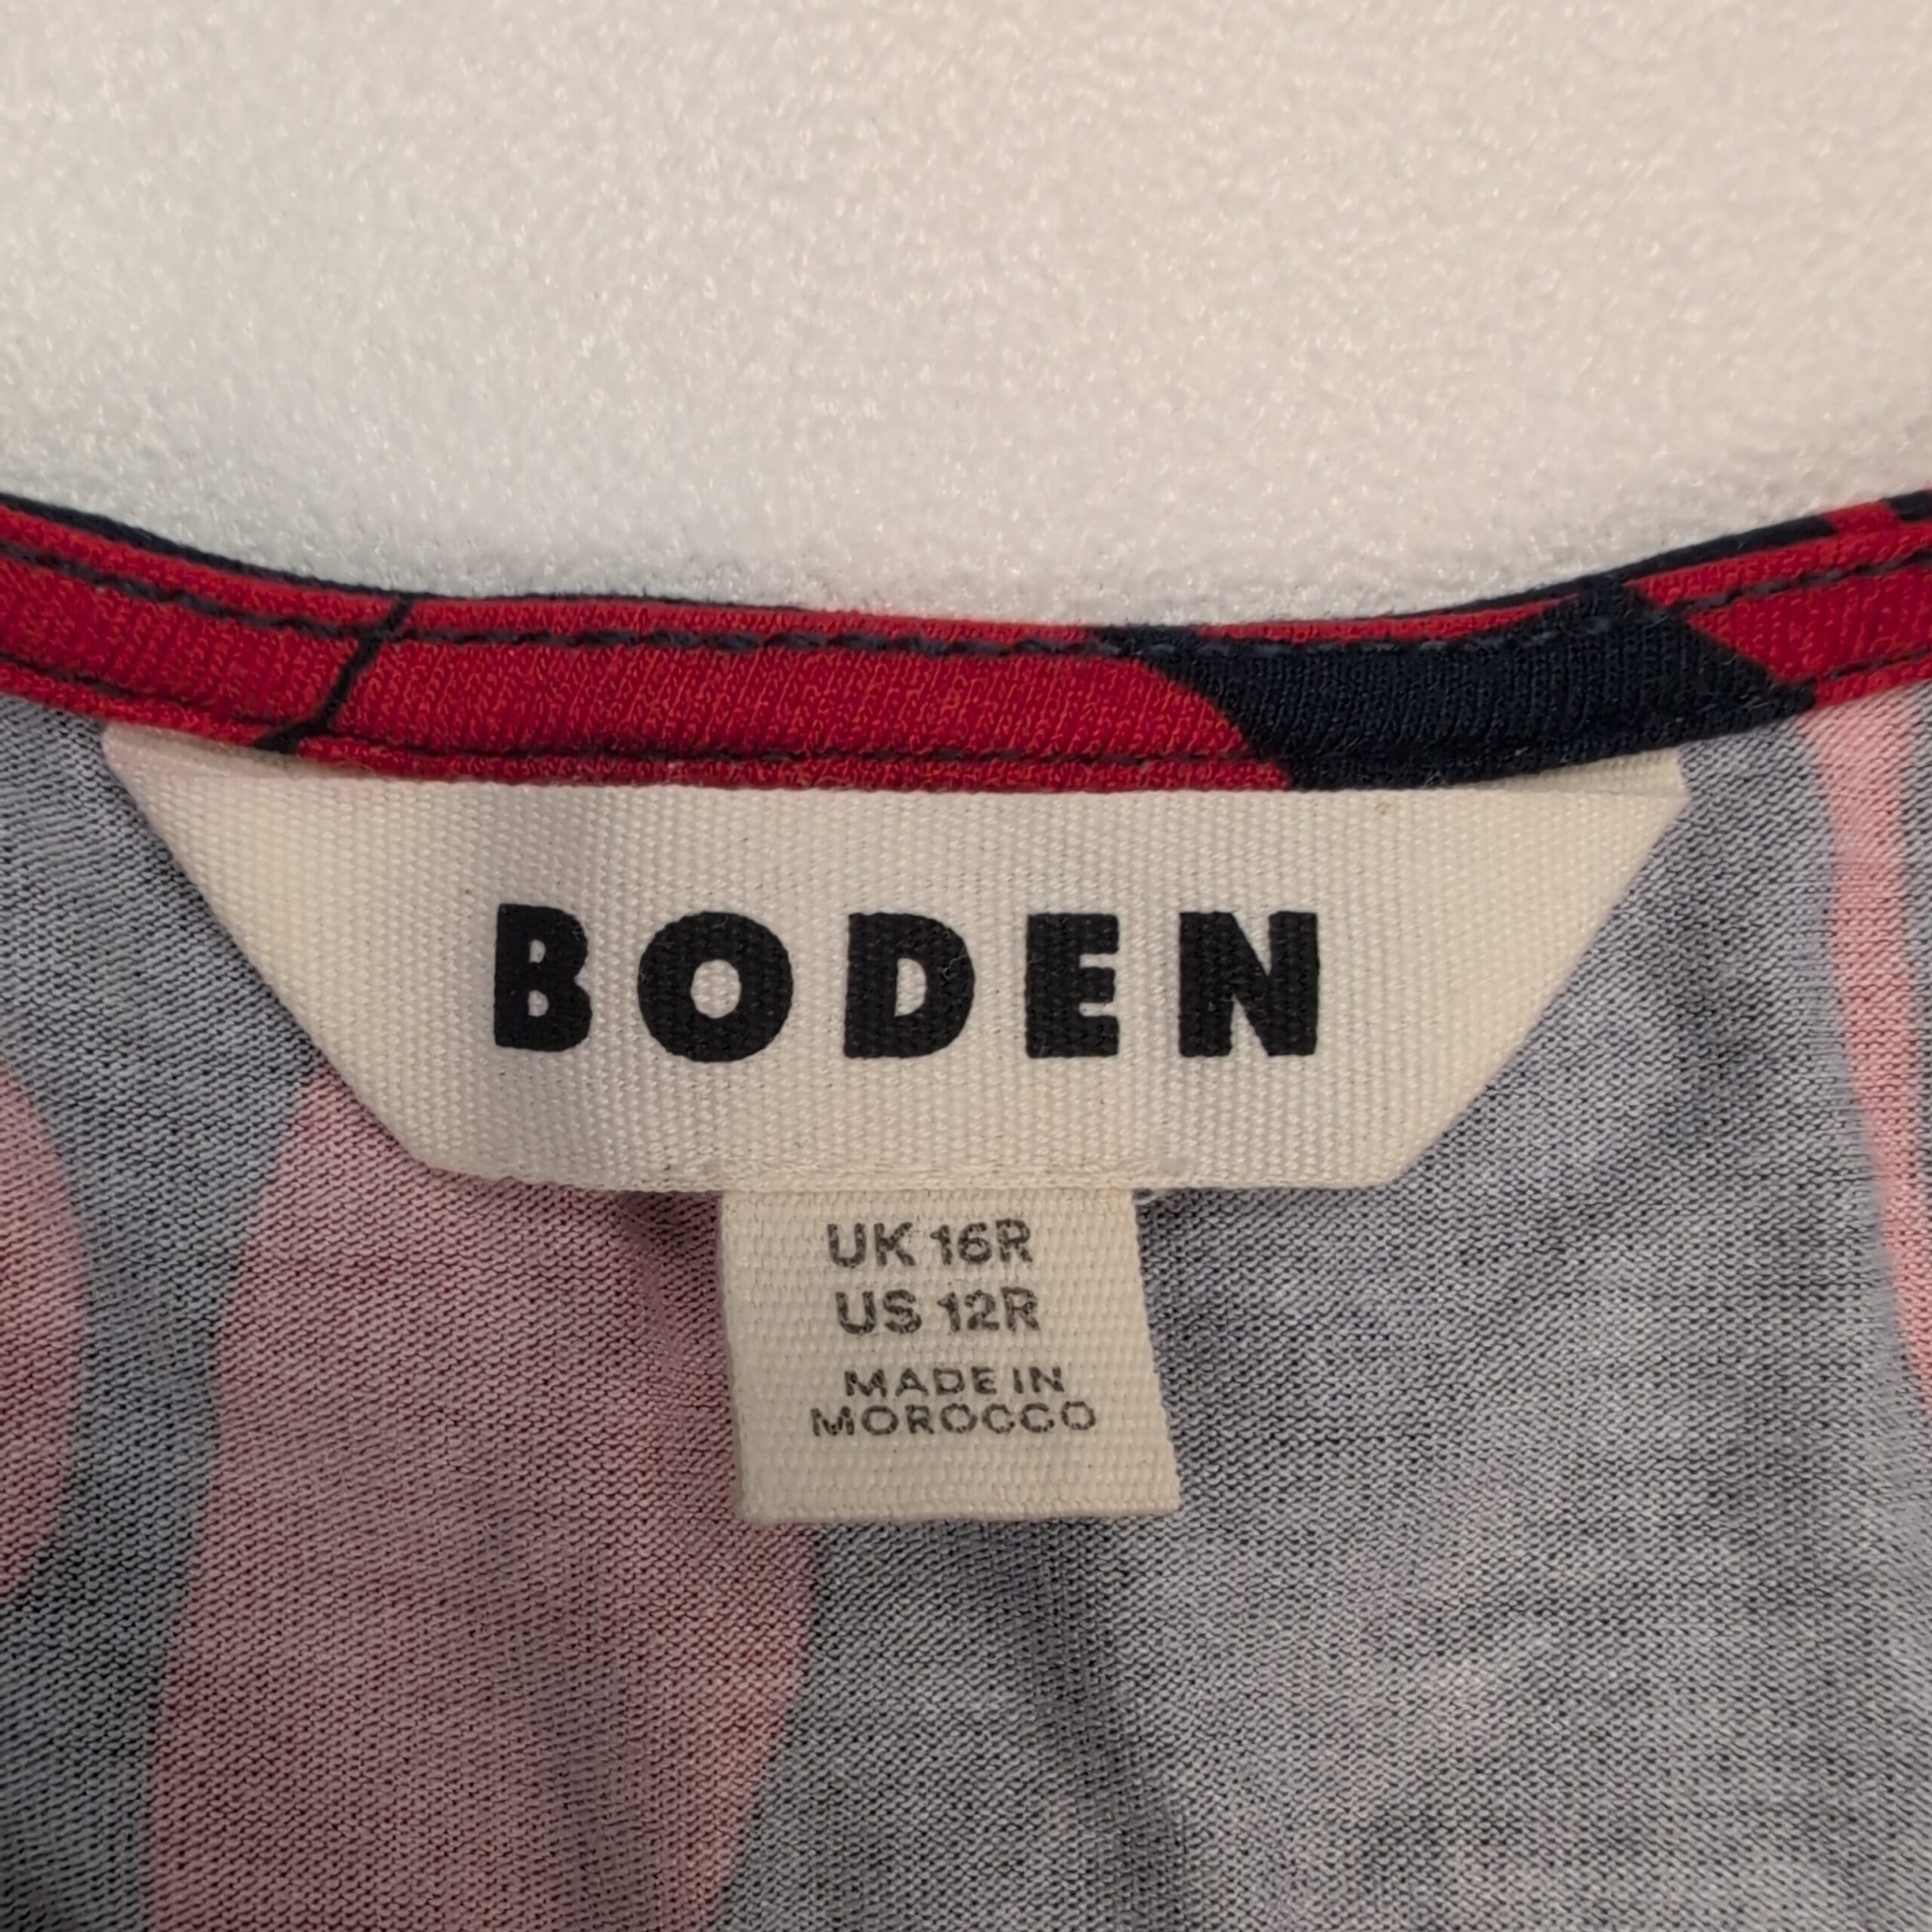 BODEN
UK 16R
US 12R
MADE IN
MOROCCO